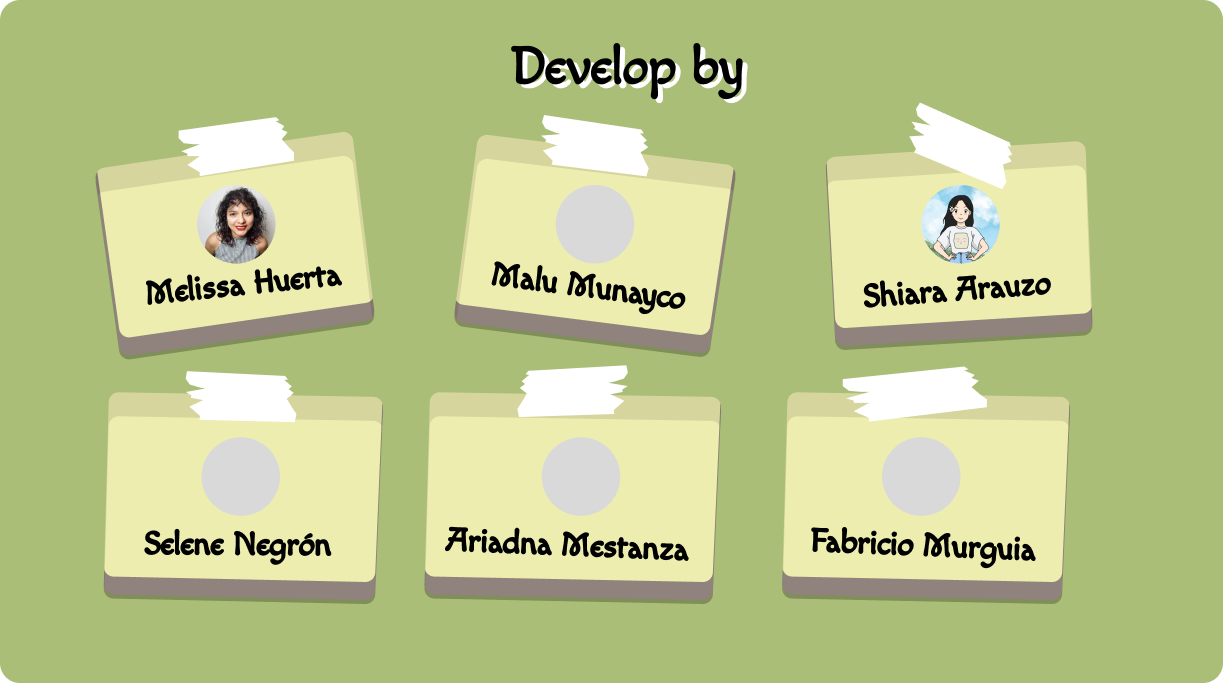 Develop by
Melissa Huerta
Malu Munayco
Shiara Arauzo
Selene Negrón
Ariadna Mestanza
Fabricio Murguia